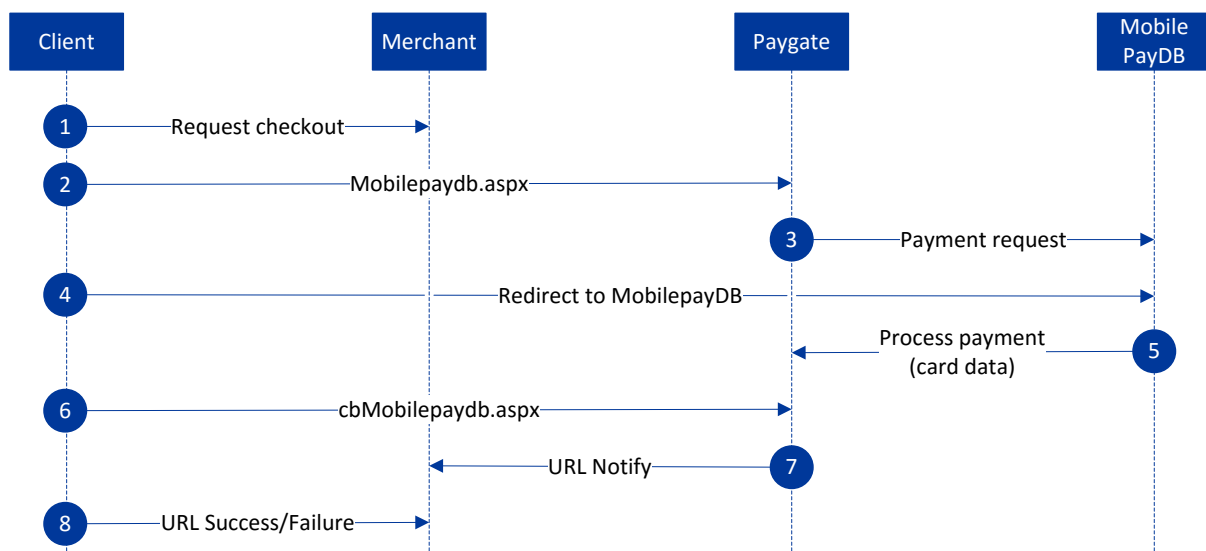 Client
Merchant
Paygate
Mobile
PayDB
1
Request checkout
2
Mobilepaydb.aspx
3
Payment request
4
Redirect to MobilepayDB
Process payment
(card data)
5
6
cbMobilepaydb.aspx
URL Notify
7
8
URL Success/Failure